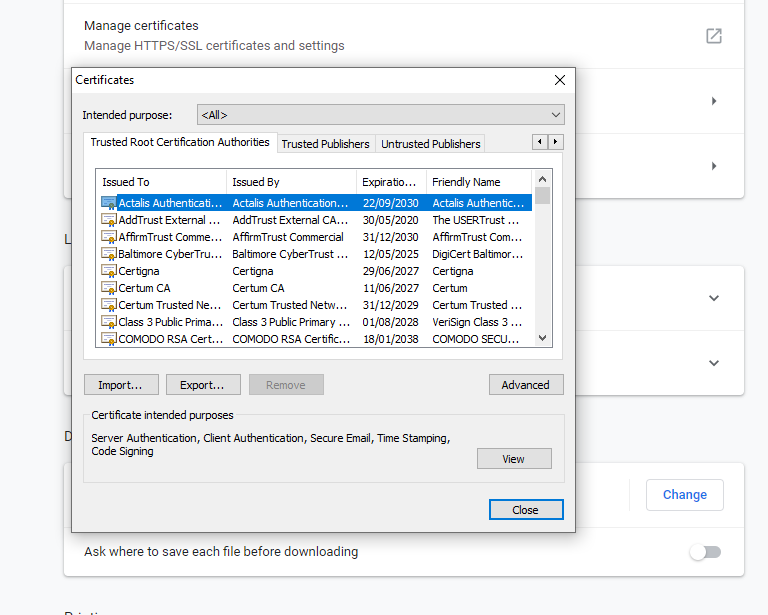 Manage certificates
Manage HTTPS/SSL certificates and settings
Certificates
Intended purpose: <All>
Trusted Root Certification Authorities Trusted Publishers Untrusted Publishers
Issued To Issued By Expiratio... Friendly Name
Actalis Authenticati... Actalis Authentication... 22/09/2030 Actalis Authentic...
AddTrust External ... AddTrust External CA... 30/05/2020 The USERTrust ...
AffirmTrust Comme... AffirmTrust Commercial 31/12/2030 AffirmTrust Com...
Baltimore CyberTrus... Baltimore CyberTrust ... 12/05/2025 DigiCert Baltimor...
Certigna Certigna 29/06/2027 Certigna
Certum CA Certum CA 11/06/2027 Certum
Certum Trusted Ne... Certum Trusted Netw... 31/12/2029 Certum Trusted ...
Class 3 Public Prima... Class 3 Public Primary ... 01/08/2028 VeriSign Class 3 ...
COMODO RSA Cert... COMODO RSA Certific... 18/01/2038 COMODO SECU...
Import... Export... Remove Advanced
Certificate intended purposes
Server Authentication, Client Authentication, Secure Email, Time Stamping,
Code Signing
View
Change
Close
Ask where to save each file before downloading